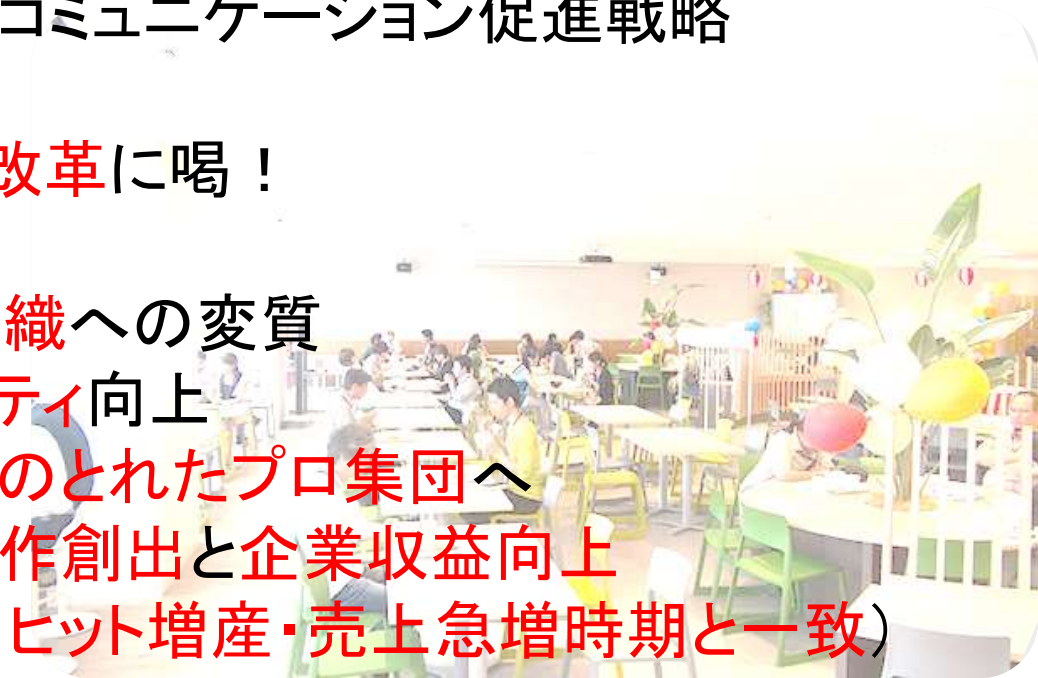 コミュニケーション促進戦略
改革に喝！
織への変質
ティ向上
のとれたプロ集団へ
作創出と企業収益向上
ヒット増産・売上急増時期と一致）